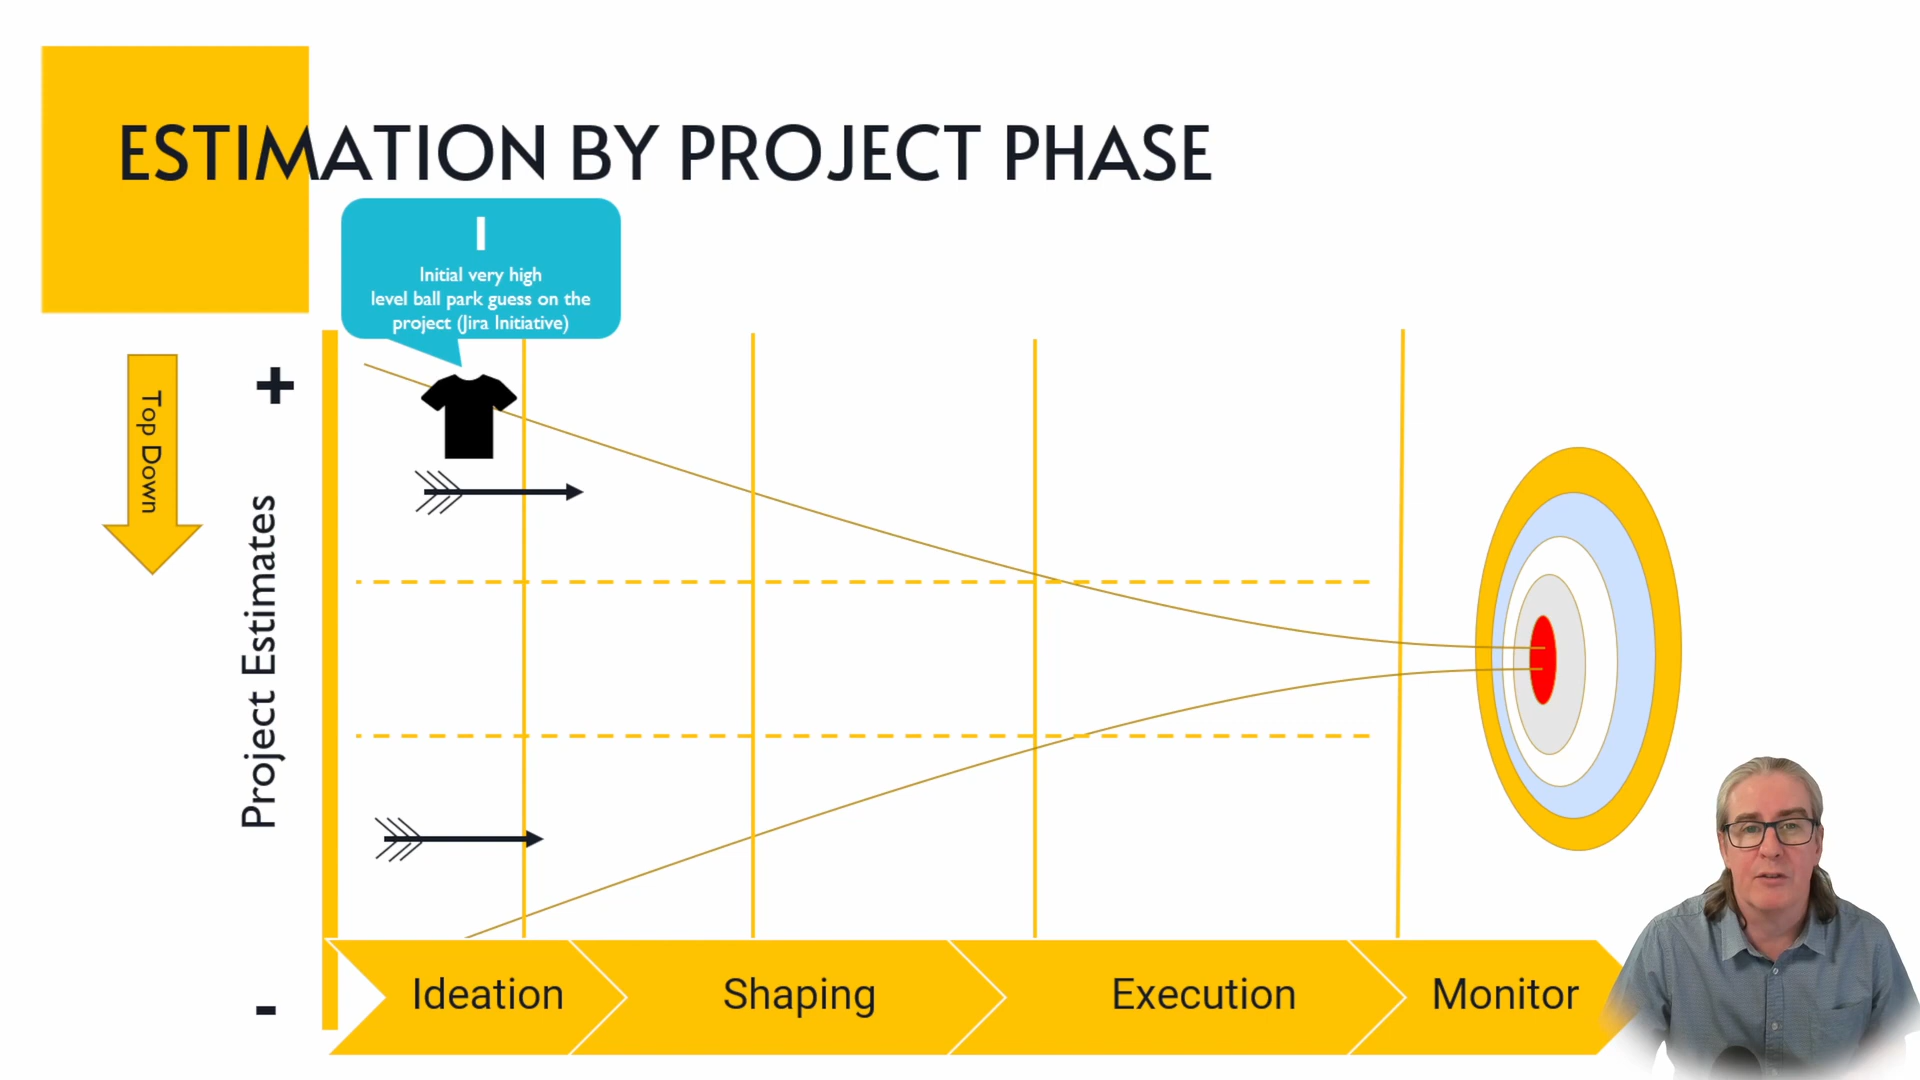 ESTIMATION BY PROJECT PHASE
1
Initial very high
level ball park guess on the
project (Jira Initiative)
Top Down
+
Project Estimates
-
Ideation
Shaping
Execution
Monitor